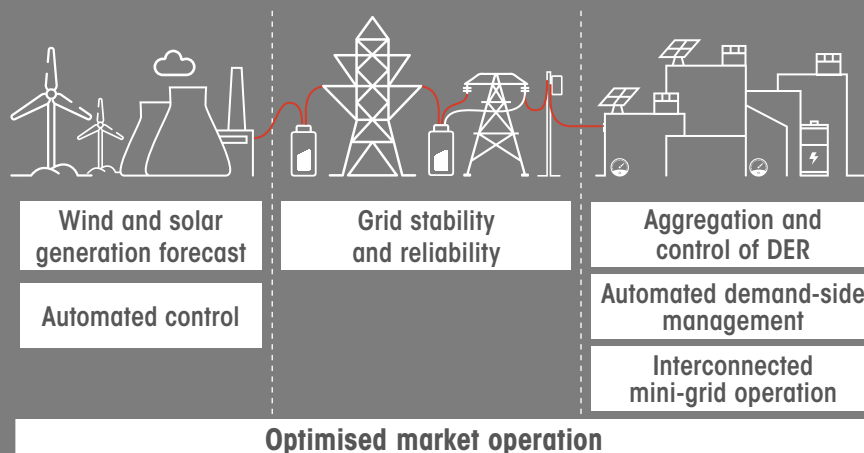 Wind and solar
generation forecast
Automated control
Grid stability
and reliability
Aggregation and
control of DER
Automated demand-side
management
Interconnected
mini-grid operation
Optimised market operation